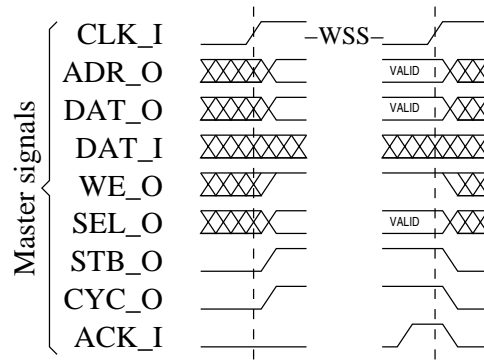 CLK_I –WSS–
ADR_O VALID
DAT_O VALID
DAT_I
WE_O
SEL_O VALID
STB_O
CYC_O
ACK_I
Master signals